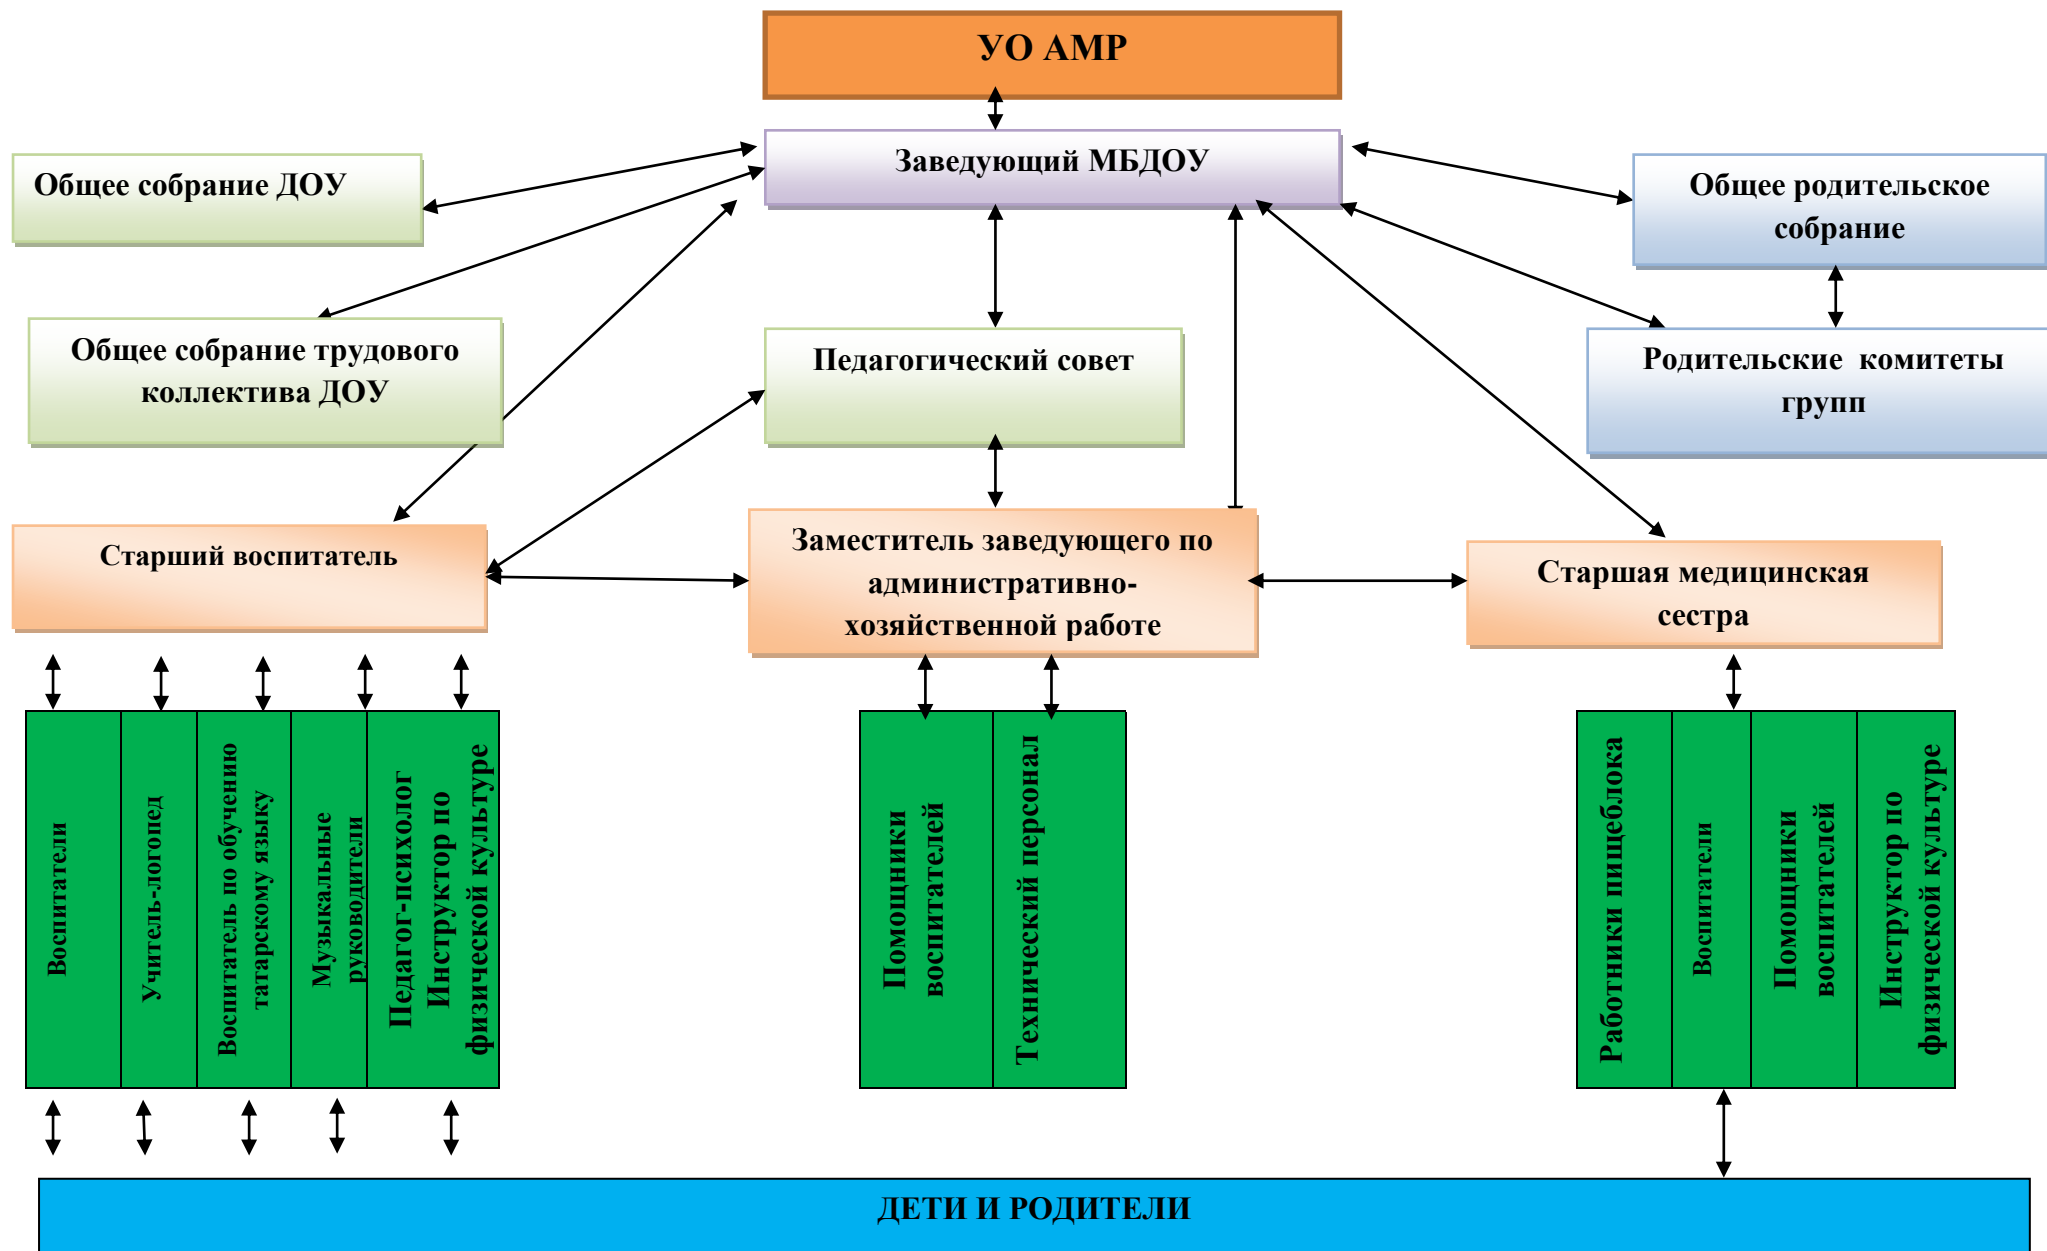 УО АМР
Заведующий МБДОУ
Общее собрание ДОУ
Общее родительское
собрание
Общее собрание трудового
коллектива ДОУ
Педагогический совет
Родительские комитеты
групп
Старший воспитатель
Заместитель заведующего по
административно-
хозяйственной работе
Старшая медицинская
сестра
Воспитатели
Учитель-логопед
Воспитатель по обучению
татарскому языку
Музыкальные
руководители
Педагог-психолог
Инструктор по
физической культуре
Помощники
воспитателей
Технический персонал
Работники пищеблока
Воспитатели
Помощники
воспитателей
Инструктор по
физической культуре
ДЕТИ И РОДИТЕЛИ